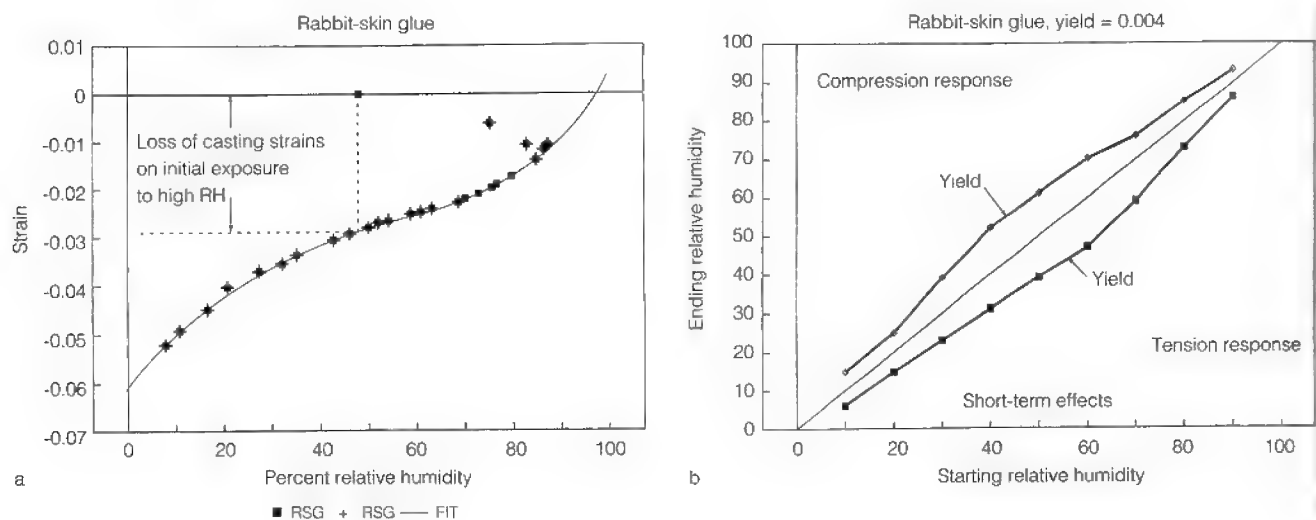 Rabbit-skin glue
0.01
0
-0.01
-0.02
-0.03
-0.04
-0.05
-0.06
-0.07
Strain
Loss of casting strains
on initial exposure
to high RH
0 20 40 60 80 100
Percent relative humidity
a
RSG + RSG — FIT
Rabbit-skin glue, yield = 0.004
100
90
80
70
60
50
40
30
20
10
0
Ending relative humidity
Compression response
Yield
Yield
Tension response
Short-term effects
0 20 40 60 80 100
Starting relative humidity
b